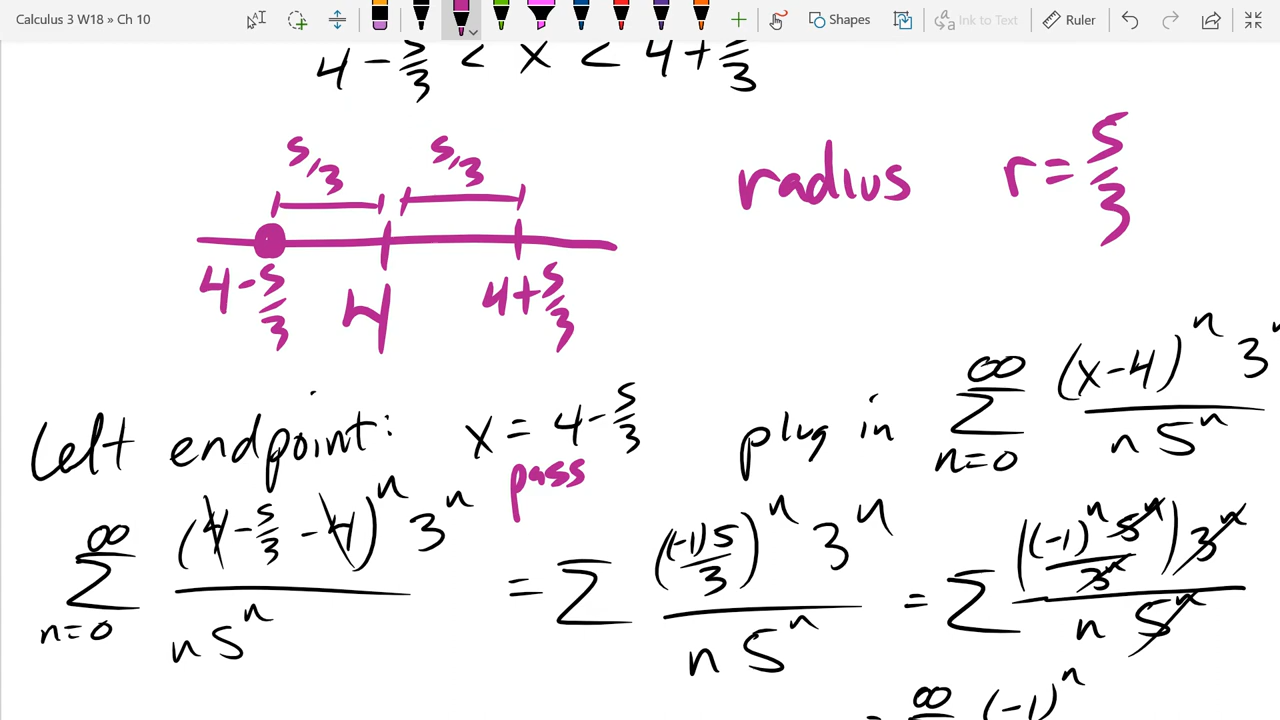 Calculus 3 W18 » Ch 10
Shapes
Ink to Text
Ruler
4 - 5/3 < x < 4 + 5/3
5/3 5/3
radius r = 5/3
4 - 5/3 4 4 + 5/3
Left endpoint: x = 4 - 5/3 plug in ∑_{n=0}^{∞} (x-4)^n 3^n / n 5^n
pass
∑_{n=0}^{∞} (4 - 5/3 - 4)^n 3^n / n 5^n = ∑ ((-1)5/3)^n 3^n / n 5^n = ∑ ((-1)^n 5^n / 3^n) 3^n / n 5^n
= ∞ (-1)^n